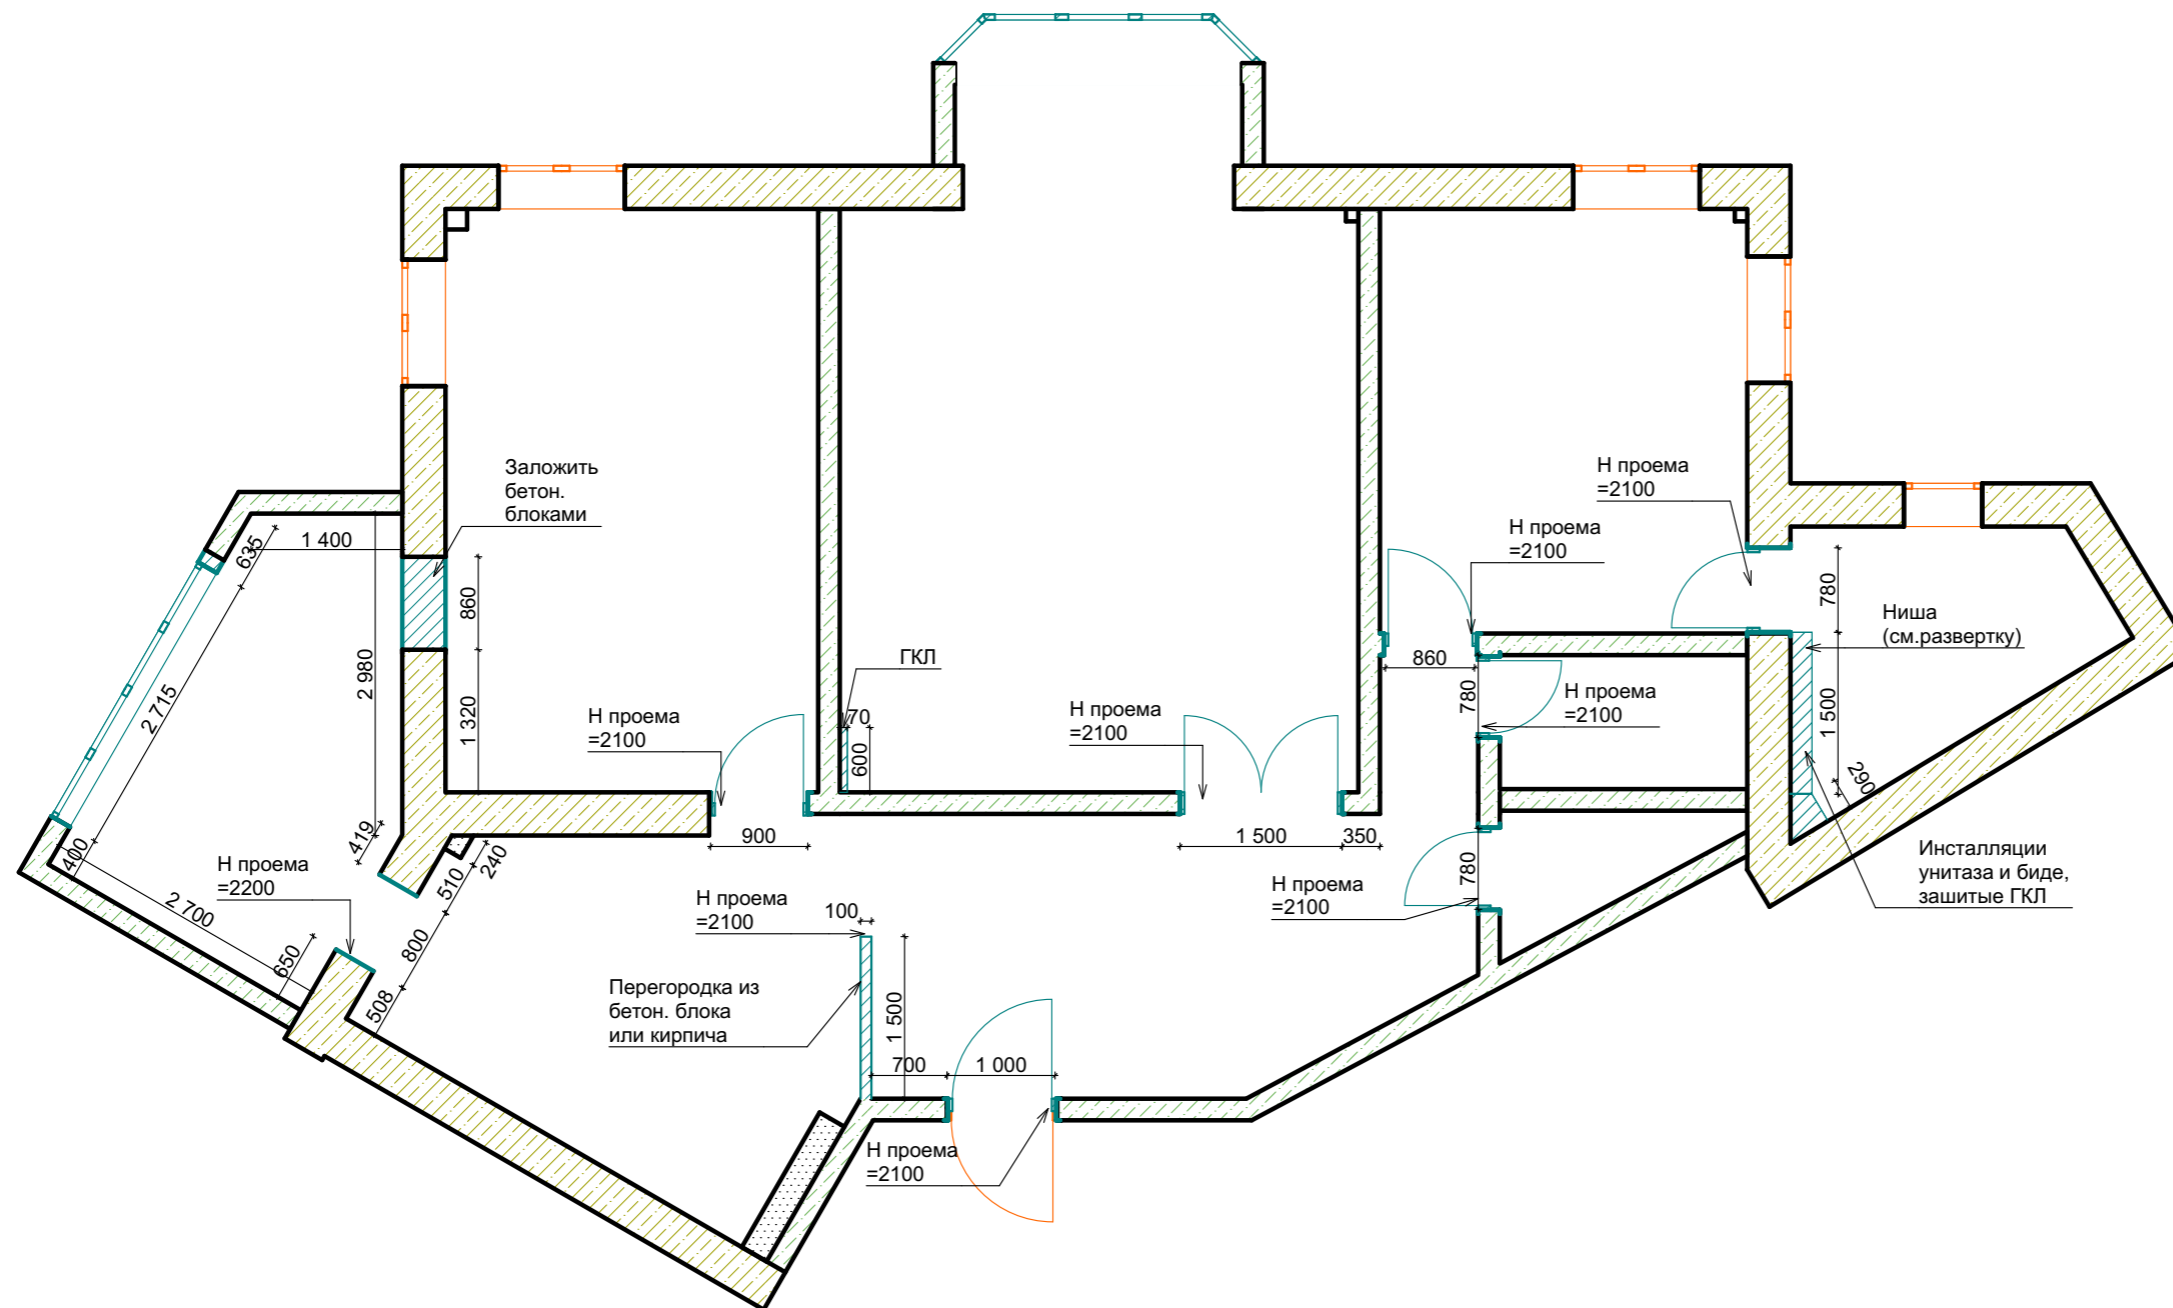 Заложить
бетон.
блоками
Н проема
=2100
Н проема
=2100
635
1 400
860
780
Ниша
(см.развертку)
2 980
ГКЛ
860
2 715
1 320
Н проема
=2100
70
600
Н проема
=2100
780
Н проема
=2100
1 500
290
419
400
900
1 500
350
240
510
Н проема
=2200
780
Инсталляции
унитаза и биде,
зашитые ГКЛ
2 700
Н проема
=2100
100
Н проема
=2100
800
650
508
Перегородка из
бетон. блока
или кирпича
1 500
700
1 000
Н проема
=2100